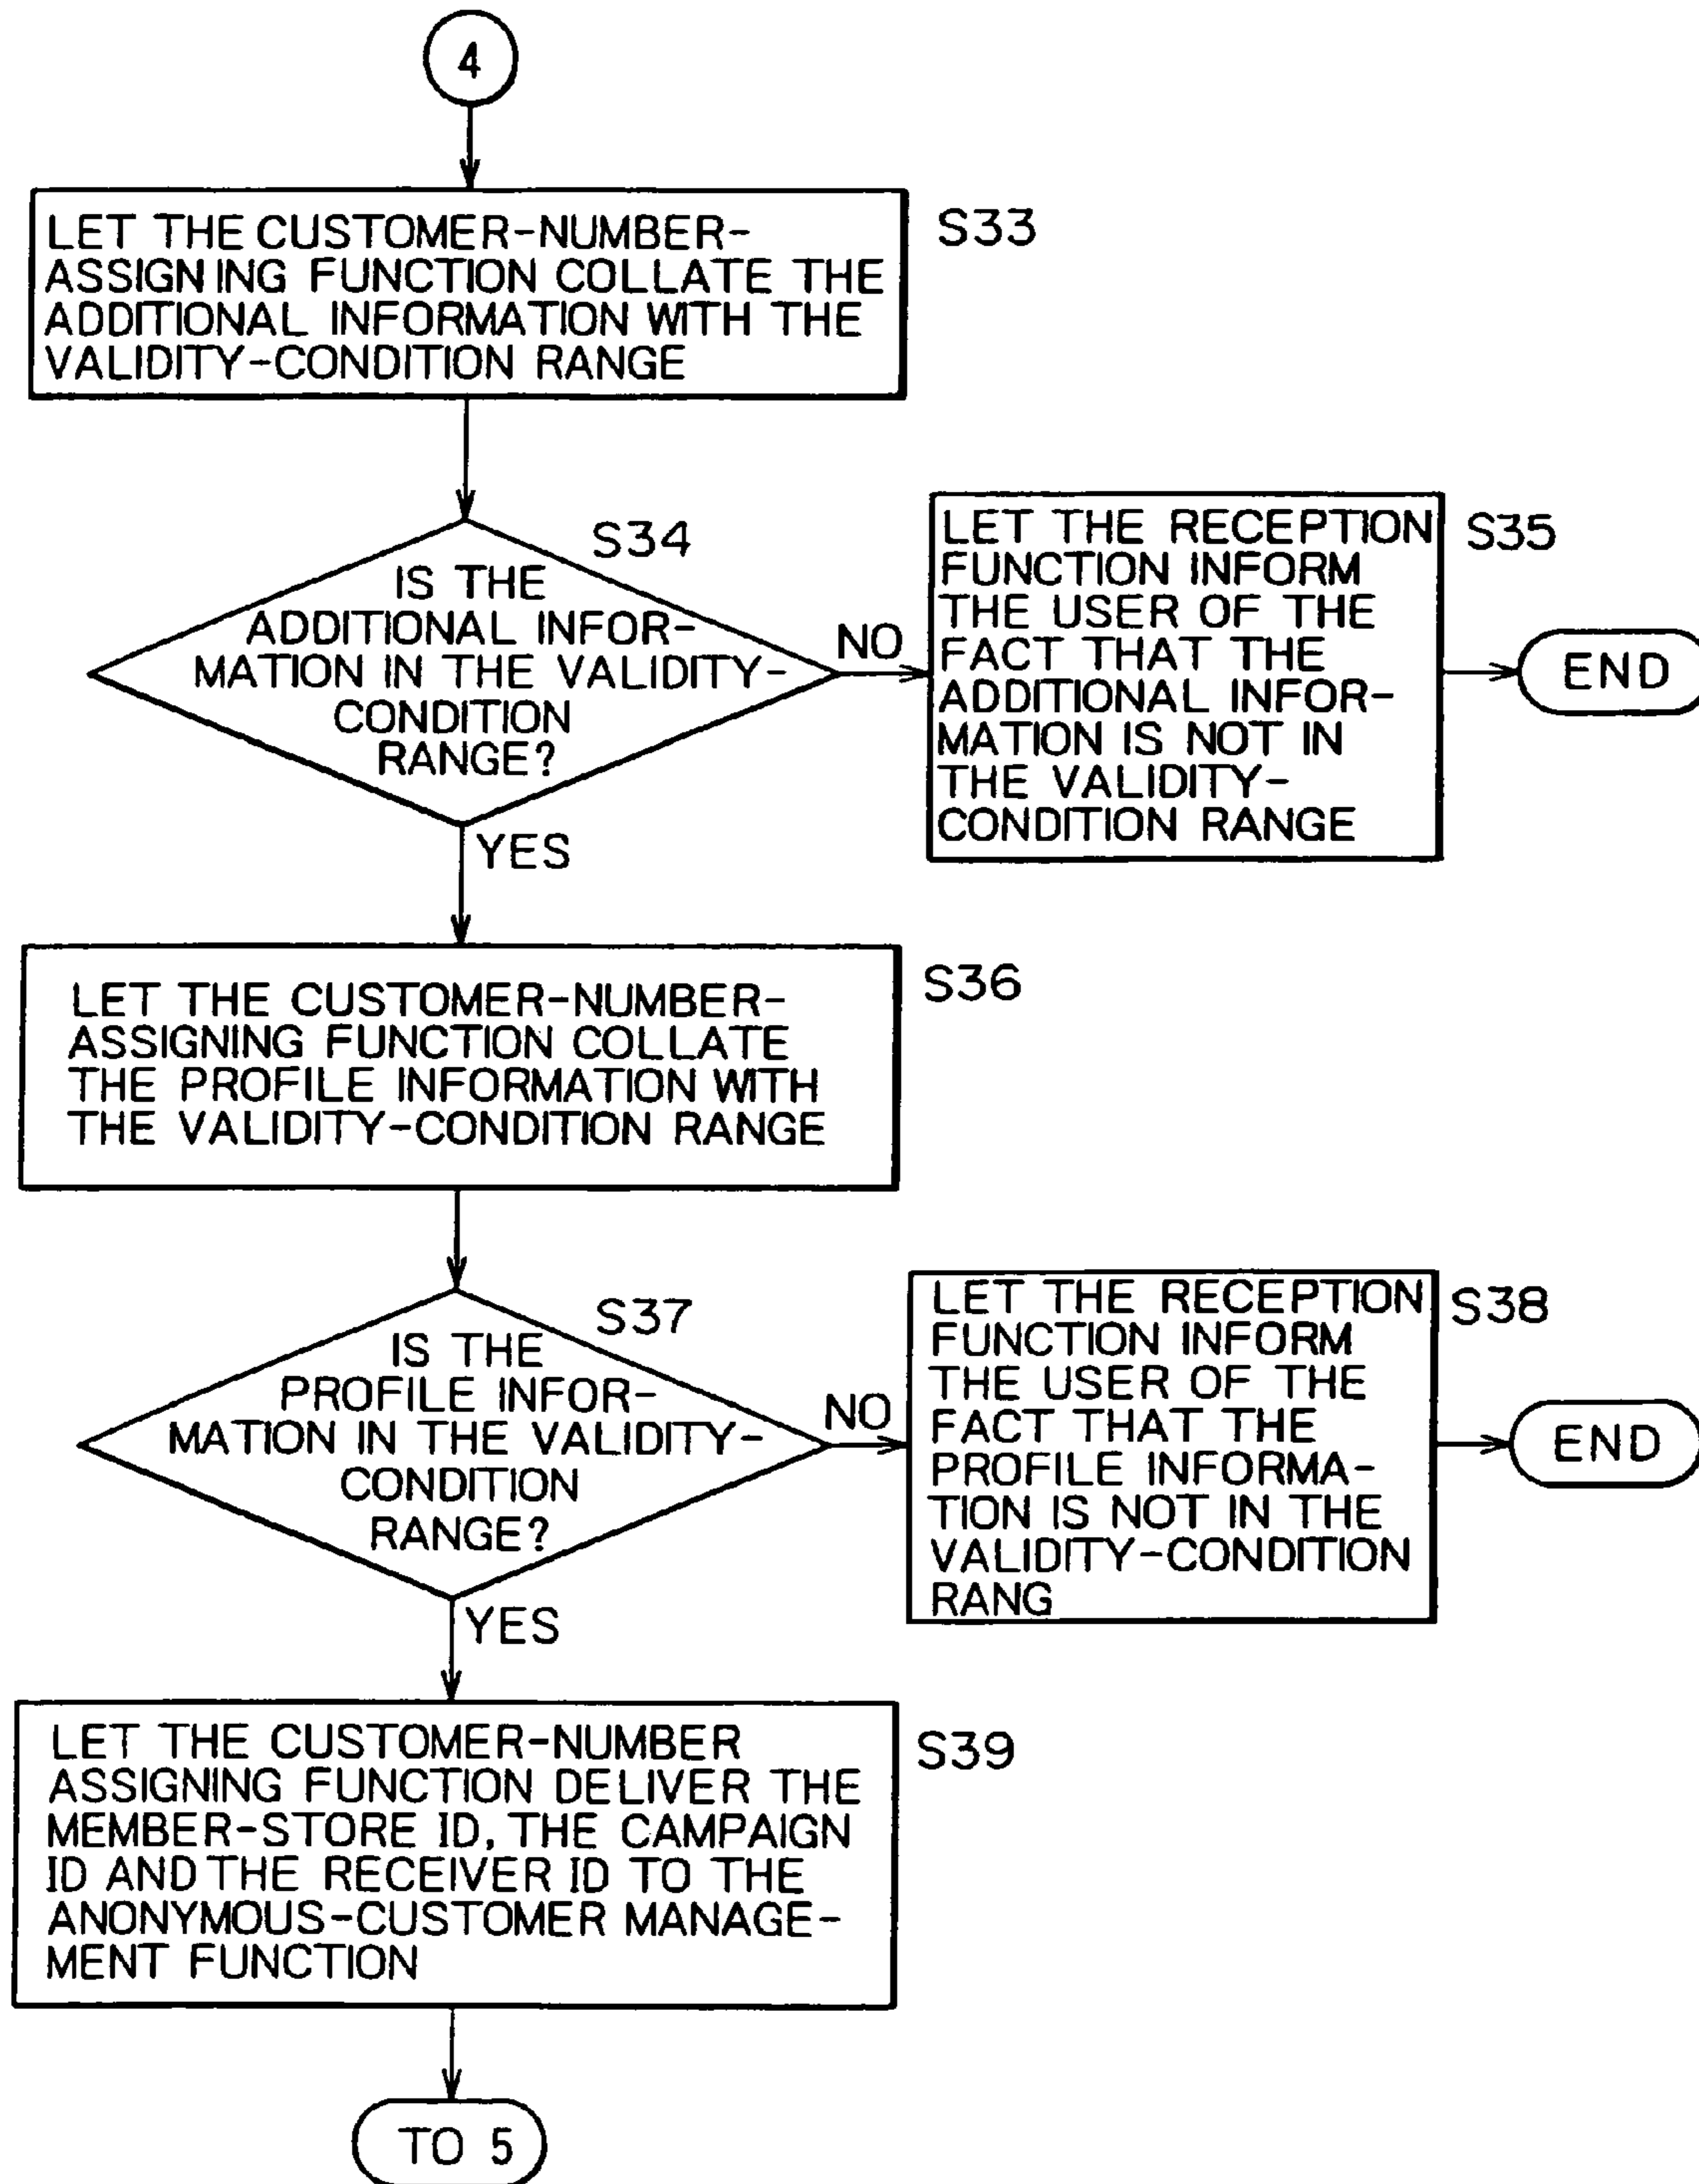 4
LET THE CUSTOMER-NUMBER-
ASSIGNING FUNCTION COLLATE THE
ADDITIONAL INFORMATION WITH THE
VALIDITY-CONDITION RANGE
S33
S34
IS THE
ADDITIONAL INFOR-
MATION IN THE VALIDITY-
CONDITION
RANGE?
NO
LET THE RECEPTION
FUNCTION INFORM
THE USER OF THE
FACT THAT THE
ADDITIONAL INFOR-
MATION IS NOT IN
THE VALIDITY-
CONDITION RANGE
S35
END
YES
LET THE CUSTOMER-NUMBER-
ASSIGNING FUNCTION COLLATE
THE PROFILE INFORMATION WITH
THE VALIDITY-CONDITION RANGE
S36
S37
IS THE
PROFILE INFOR-
MATION IN THE VALIDITY-
CONDITION
RANGE?
NO
LET THE RECEPTION
FUNCTION INFORM
THE USER OF THE
FACT THAT THE
PROFILE INFORMA-
TION IS NOT IN THE
VALIDITY-CONDITION
RANG
S38
END
YES
LET THE CUSTOMER-NUMBER
ASSIGNING FUNCTION DELIVER THE
MEMBER-STORE ID, THE CAMPAIGN
ID AND THE RECEIVER ID TO THE
ANONYMOUS-CUSTOMER MANAGE-
MENT FUNCTION
S39
TO 5